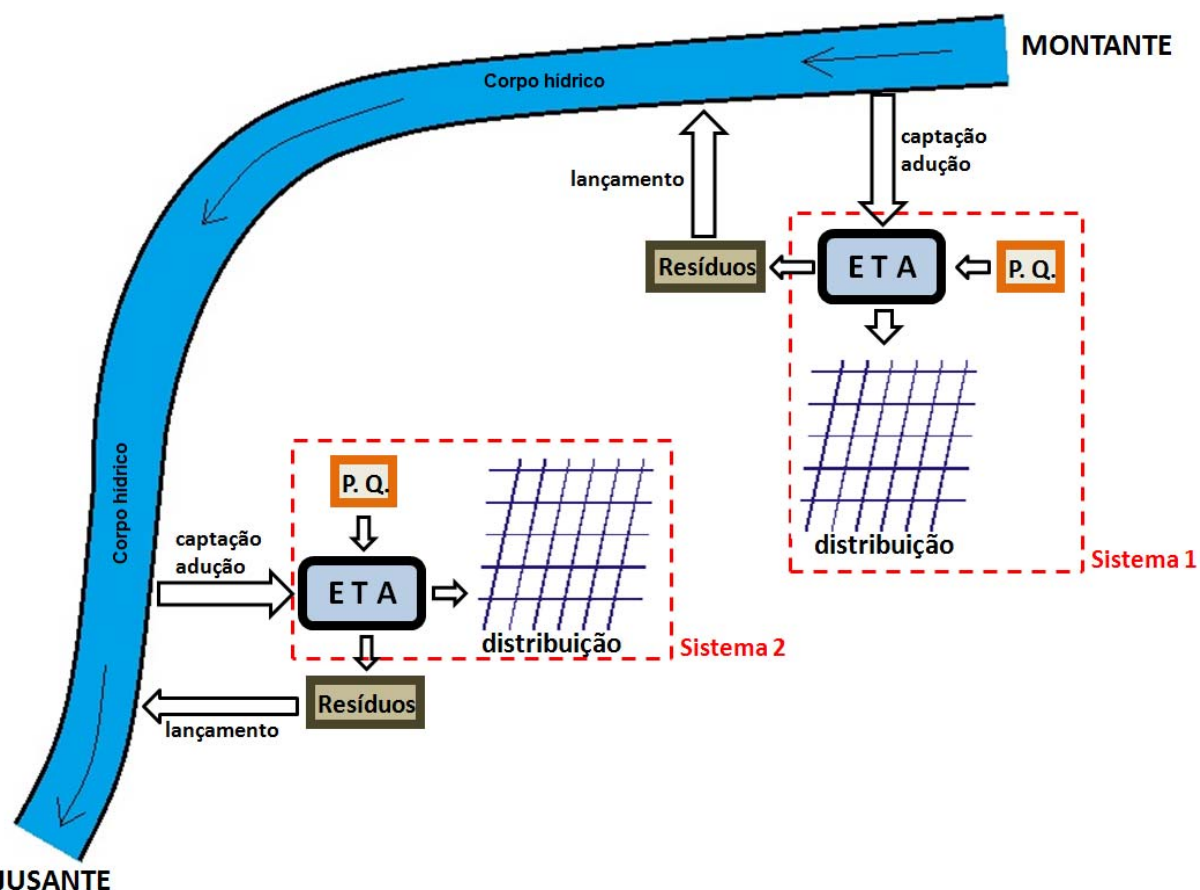 MONTANTE
Corpo hídrico
captação
adução
lançamento
Resíduos
E T A
P. Q.
distribuição
Sistema 1
Corpo hídrico
P. Q.
captação
adução
E T A
distribuição
Sistema 2
Resíduos
lançamento
JUSANTE